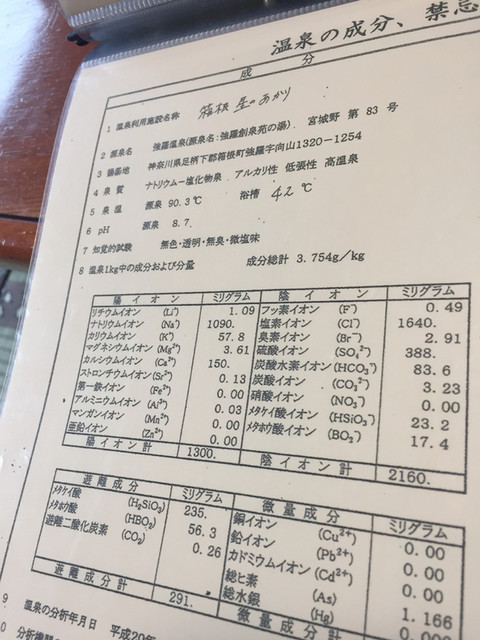 温泉の成分、禁忌
成分
1 温泉利用施設名称 箱根 星のあかり
2 源泉名 強羅温泉(源泉名:強羅創泉苑の湯) 宮城野 第 83 号
3 湧出地 神奈川県足柄下郡箱根町強羅字向山1320-1254
4 泉質 ナトリウムー塩化物泉 アルカリ性 低張性 高温泉
5 泉温 源泉 90.3℃ 浴槽 42℃
6 pH 源泉 8.7
7 知覚的試験 無色・透明・無臭・微塩味
8 温泉1kg中の成分および分量 成分総計 3.754g/kg
陽イオン ミリグラム 陰イオン ミリグラム
リチウムイオン (Li⁺) 1.09 フッ素イオン (F⁻) 0.49
ナトリウムイオン (Na⁺) 1090. 塩素イオン (Cl⁻) 1640.
カリウムイオン (K⁺) 57.8 臭素イオン (Br⁻) 2.91
マグネシウムイオン (Mg²⁺) 3.61 硫酸イオン (SO₄²⁻) 388.
カルシウムイオン (Ca²⁺) 150. 炭酸水素イオン (HCO₃⁻) 83.6
ストロンチウムイオン (Sr²⁺) 0.13 炭酸イオン (CO₃²⁻) 3.23
第一鉄イオン (Fe²⁺) 0.00 硝酸イオン (NO₃⁻) 0.00
アルミニウムイオン (Al³⁺) 0.03 メタケイ酸イオン (HSiO₃⁻) 23.2
マンガンイオン (Mn²⁺) 0.00 メタホウ酸イオン (BO₂⁻) 17.4
亜鉛イオン (Zn²⁺) 0.00
陽イオン計 1300. 陰イオン計 2160.
遊離成分 ミリグラム 微量成分 ミリグラム
メタケイ酸 (H₂SiO₃) 235. 銅イオン (Cu²⁺) 0.00
メタホウ酸 (HBO₂) 56.3 鉛イオン (Pb²⁺) 0.00
遊離二酸化炭素 (CO₂) 0.26 カドミウムイオン (Cd²⁺) 0.00
総ヒ素 (As) 1.166
総水銀 (Hg)
遊離成分計 291. 微量成分計
9 温泉の分析年月日 平成20年